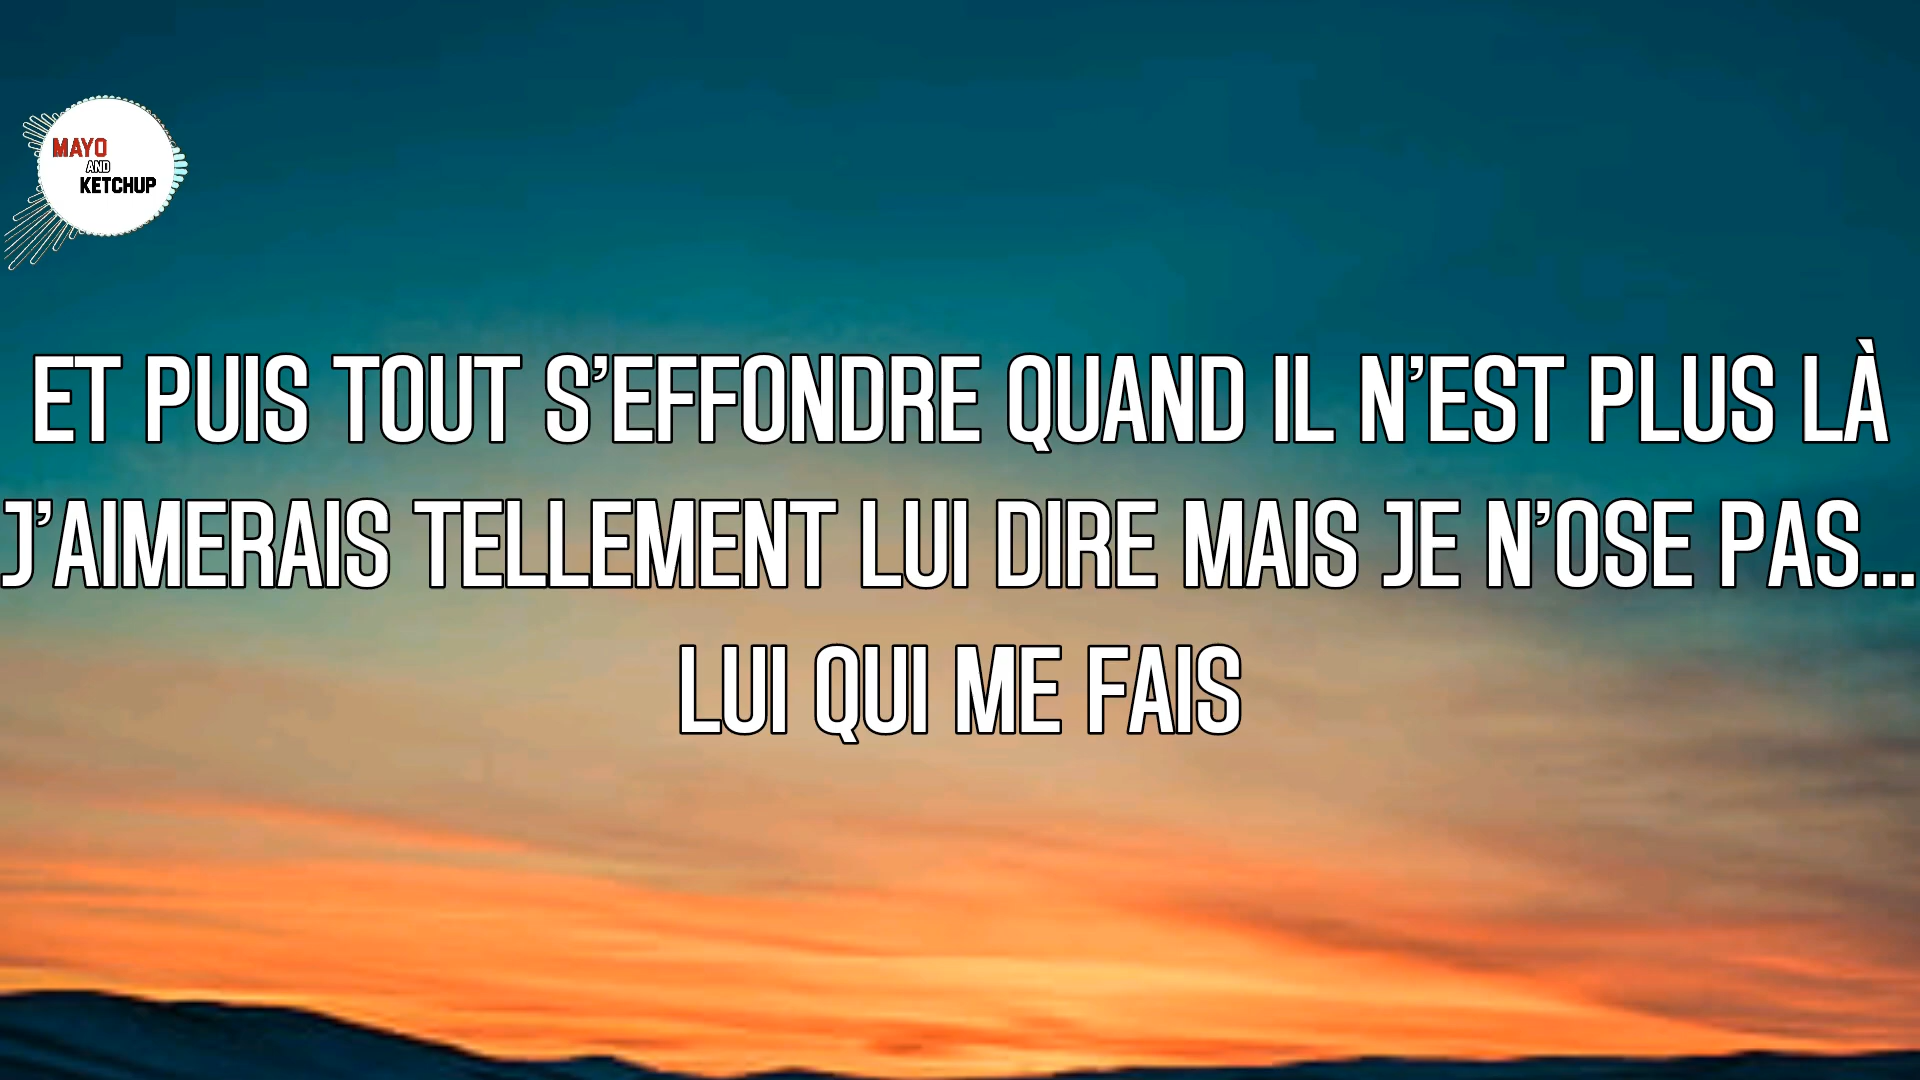 MAYO
AND
KETCHUP
ET PUIS TOUT S'EFFONDRE QUAND IL N'EST PLUS LÀ
J'AIMERAIS TELLEMENT LUI DIRE MAIS JE N'OSE PAS...
LUI QUI ME FAIS